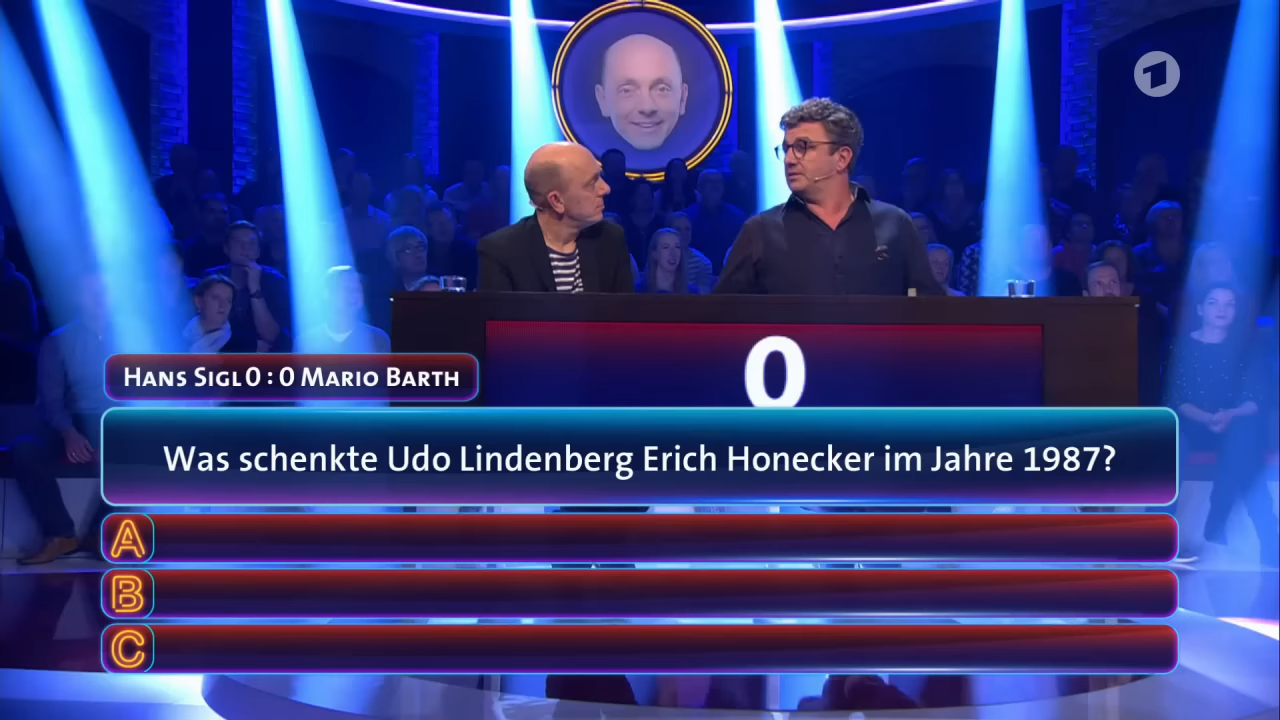 1
0
Hans Sigl 0 : 0 Mario Barth
Was schenkte Udo Lindenberg Erich Honecker im Jahre 1987?
A
B
C